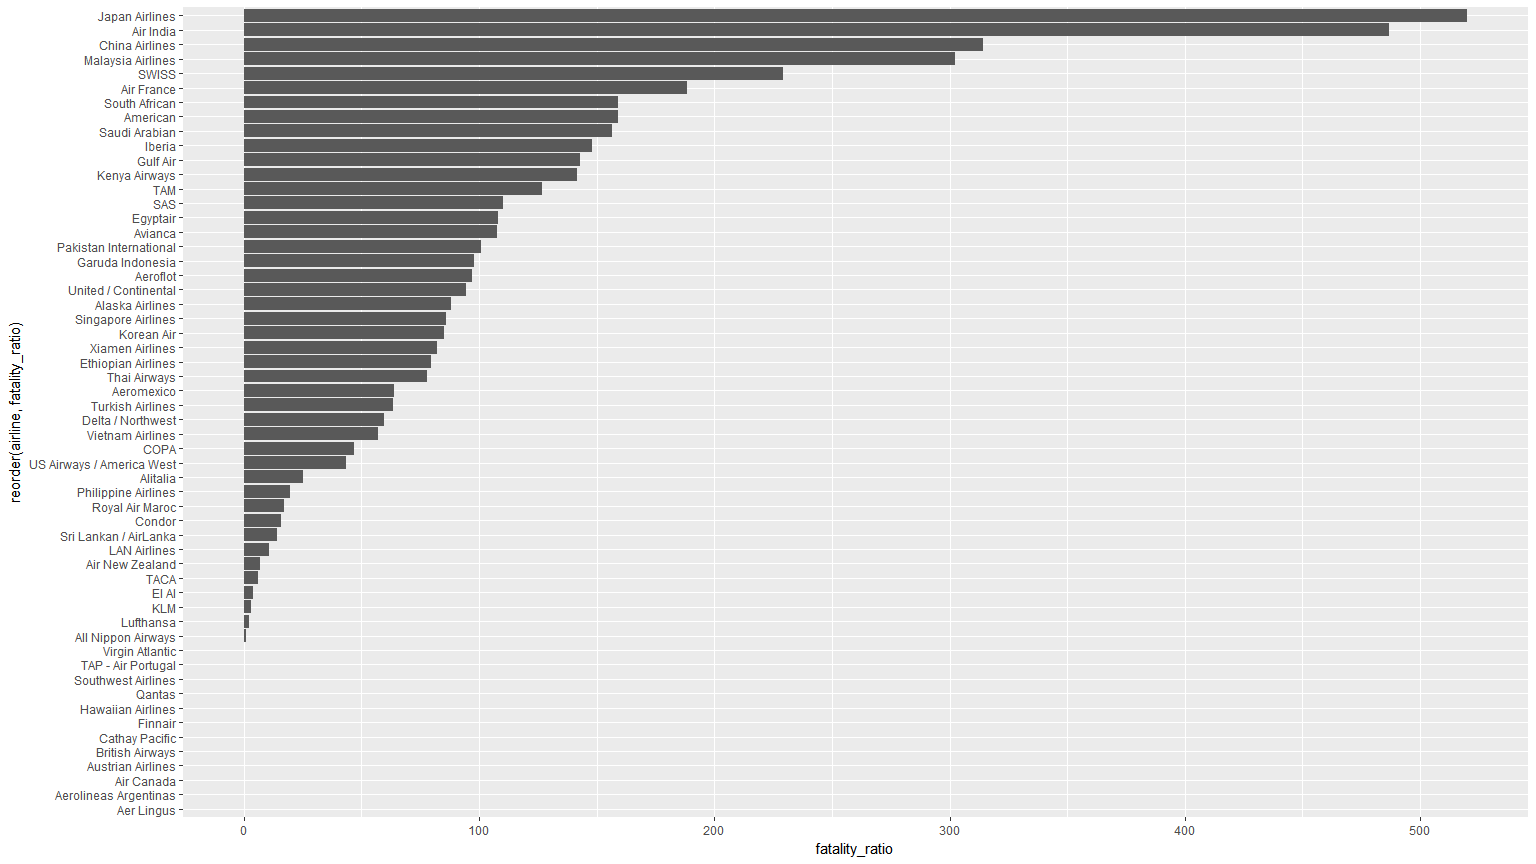 Japan Airlines
Air India
China Airlines
Malaysia Airlines
SWISS
Air France
South African
American
Saudi Arabian
Iberia
Gulf Air
Kenya Airways
TAM
SAS
Egyptair
Avianca
Pakistan International
Garuda Indonesia
Aeroflot
United / Continental
Alaska Airlines
Singapore Airlines
Korean Air
Xiamen Airlines
Ethiopian Airlines
Thai Airways
Aeromexico
Turkish Airlines
Delta / Northwest
Vietnam Airlines
COPA
US Airways / America West
Alitalia
Philippine Airlines
Royal Air Maroc
Condor
Sri Lankan / AirLanka
LAN Airlines
Air New Zealand
TACA
El Al
KLM
Lufthansa
All Nippon Airways
Virgin Atlantic
TAP - Air Portugal
Southwest Airlines
Qantas
Hawaiian Airlines
Finnair
Cathay Pacific
British Airways
Austrian Airlines
Air Canada
Aerolineas Argentinas
Aer Lingus
reorder(airline, fatality_ratio)
0 100 200 300 400 500
fatality_ratio